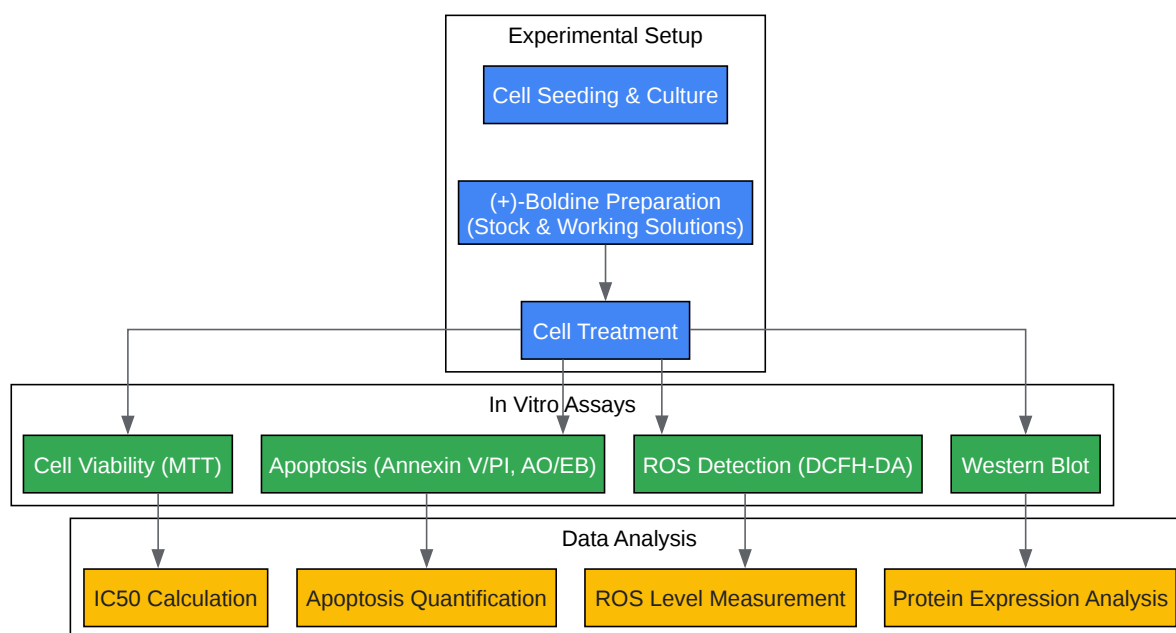 Experimental Setup
Cell Seeding & Culture
(+)-Boldine Preparation
(Stock & Working Solutions)
Cell Treatment
In Vitro Assays
Cell Viability (MTT)
Apoptosis (Annexin V/PI, AO/EB)
ROS Detection (DCFH-DA)
Western Blot
Data Analysis
IC50 Calculation
Apoptosis Quantification
ROS Level Measurement
Protein Expression Analysis